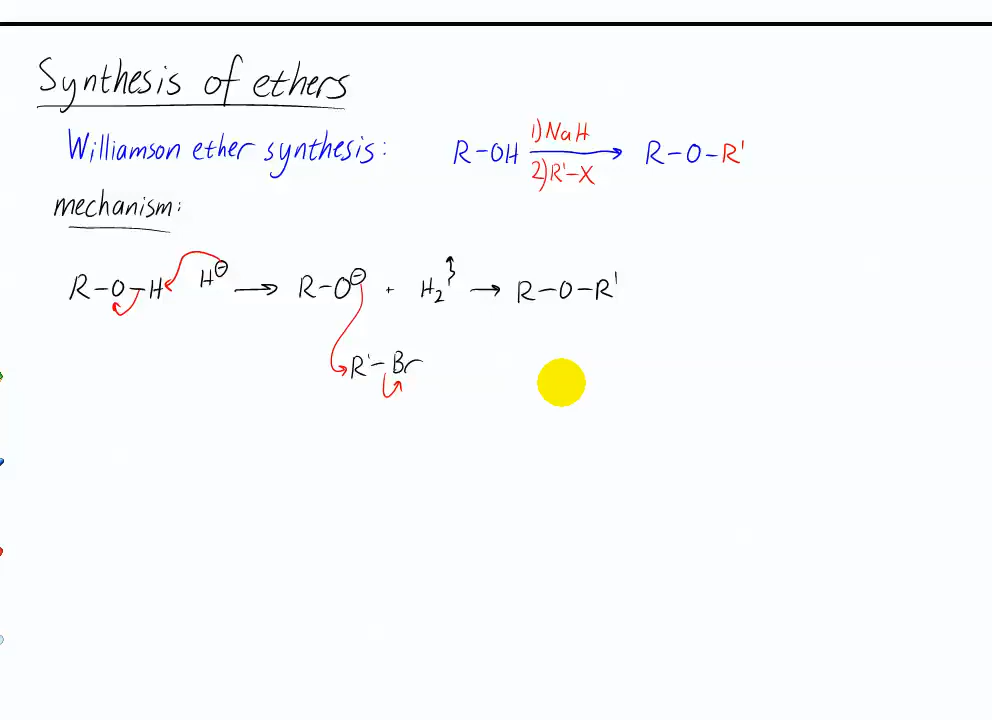 Synthesis of ethers
Williamson ether synthesis: R-OH 1) NaH 2) R'-X → R-O-R'
mechanism:
R-O-H H⊖ → R-O⊖ + H₂↑ → R-O-R'
R'-Br